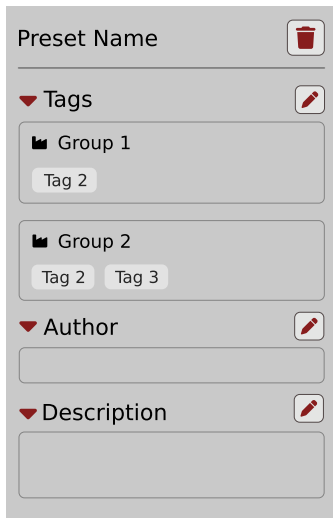 Preset Name
Tags
Group 1
Tag 2
Group 2
Tag 2 Tag 3
Author
Description